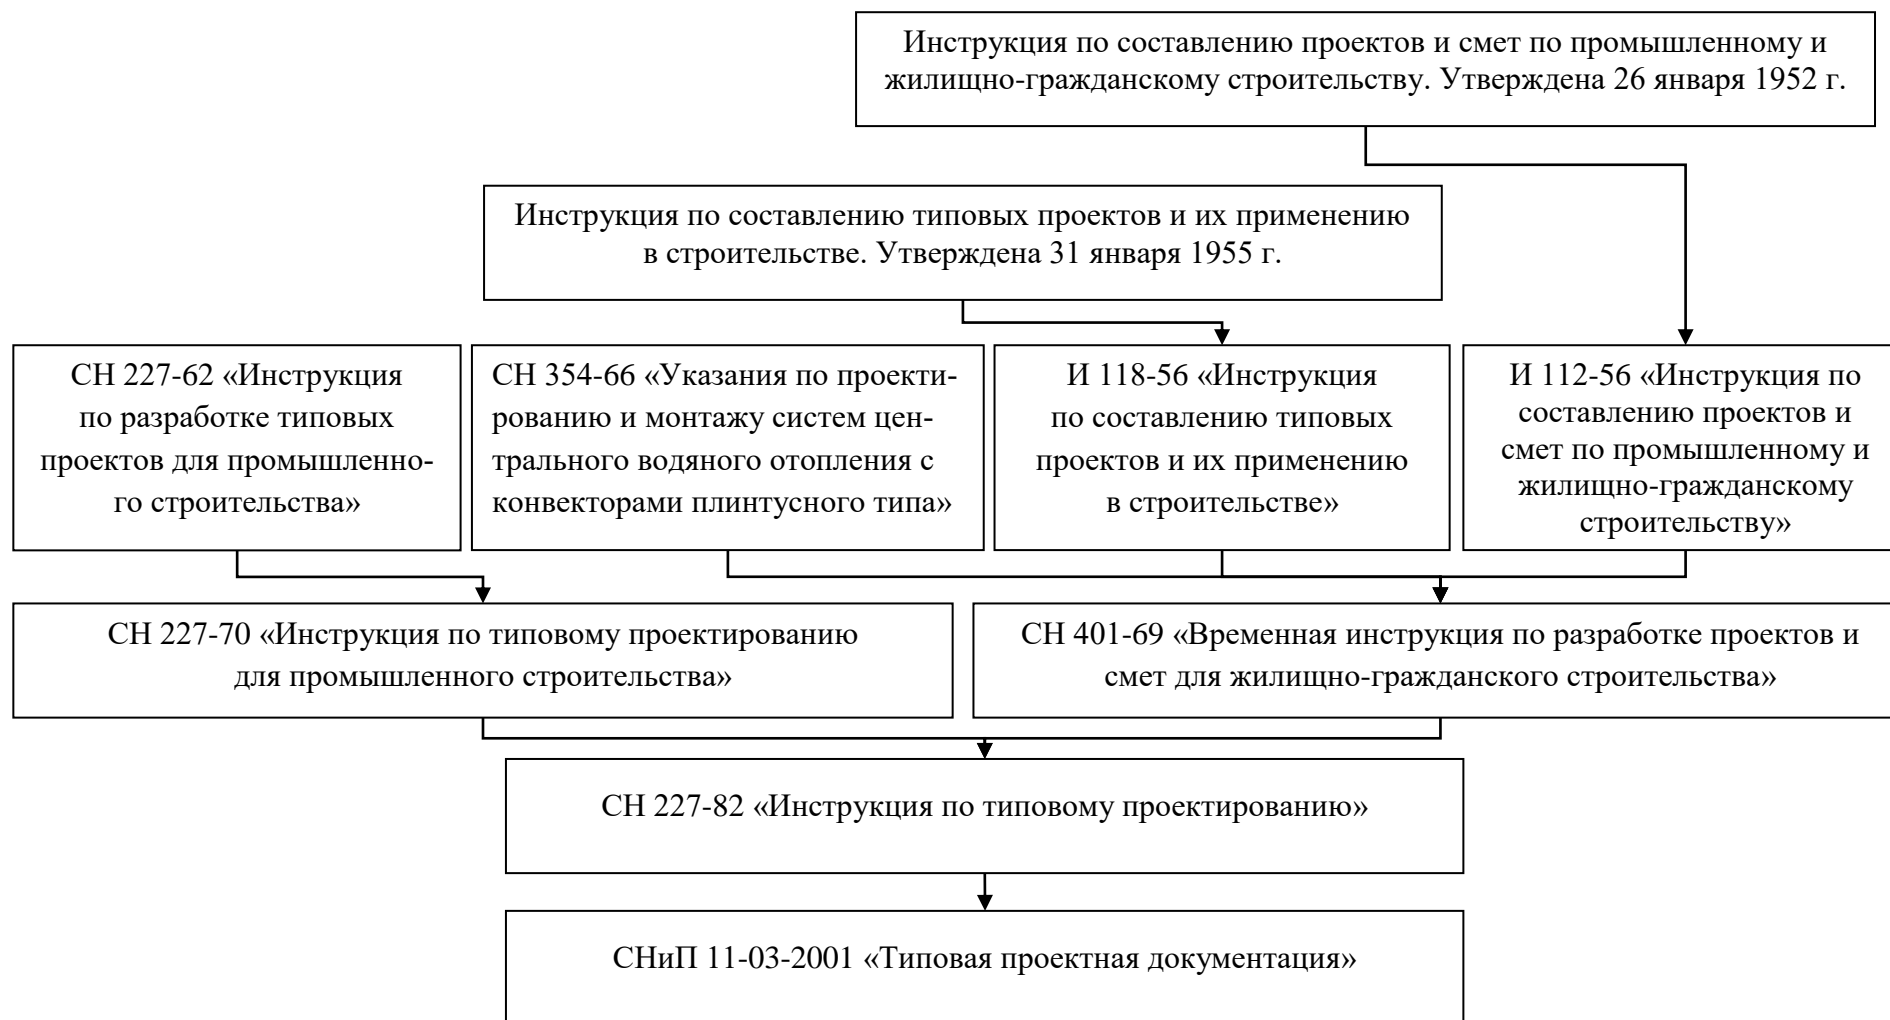 Инструкция по составлению проектов и смет по промышленному и
жилищно-гражданскому строительству. Утверждена 26 января 1952 г.
Инструкция по составлению типовых проектов и их применению
в строительстве. Утверждена 31 января 1955 г.
СН 227-62 «Инструкция
по разработке типовых
проектов для промышленно-
го строительства»
СН 354-66 «Указания по проекти-
рованию и монтажу систем цен-
трального водяного отопления с
конвекторами плинтусного типа»
И 118-56 «Инструкция
по составлению типовых
проектов и их применению
в строительстве»
И 112-56 «Инструкция по
составлению проектов и
смет по промышленному и
жилищно-гражданскому
строительству»
СН 227-70 «Инструкция по типовому проектированию
для промышленного строительства»
СН 401-69 «Временная инструкция по разработке проектов и
смет для жилищно-гражданского строительства»
СН 227-82 «Инструкция по типовому проектированию»
СНиП 11-03-2001 «Типовая проектная документация»